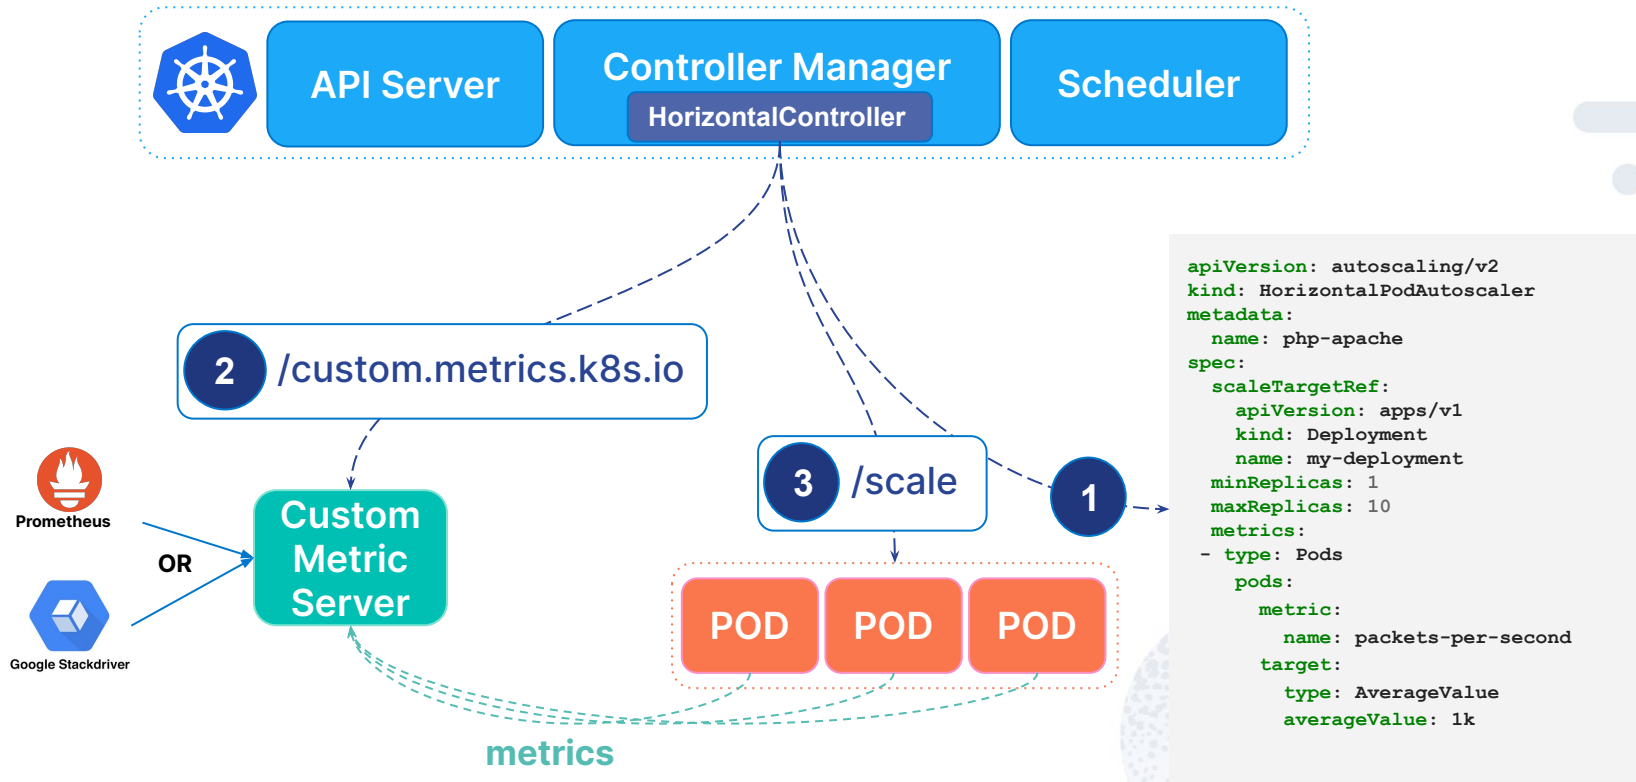 API Server
Controller Manager
HorizontalController
Scheduler
2 /custom.metrics.k8s.io
3 /scale
1
Prometheus
OR
Google Stackdriver
Custom
Metric
Server
POD POD POD
metrics
apiVersion: autoscaling/v2
kind: HorizontalPodAutoscaler
metadata:
  name: php-apache
spec:
  scaleTargetRef:
    apiVersion: apps/v1
    kind: Deployment
    name: my-deployment
  minReplicas: 1
  maxReplicas: 10
  metrics:
 - type: Pods
    pods:
      metric:
        name: packets-per-second
      target:
        type: AverageValue
        averageValue: 1k